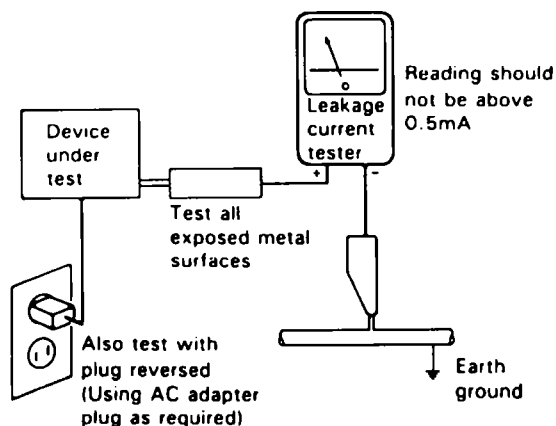 Device
under
test
Leakage
current
tester
+ -
Reading should
not be above
0.5mA
Test all
exposed metal
surfaces
Also test with
plug reversed
(Using AC adapter
plug as required)
Earth
ground